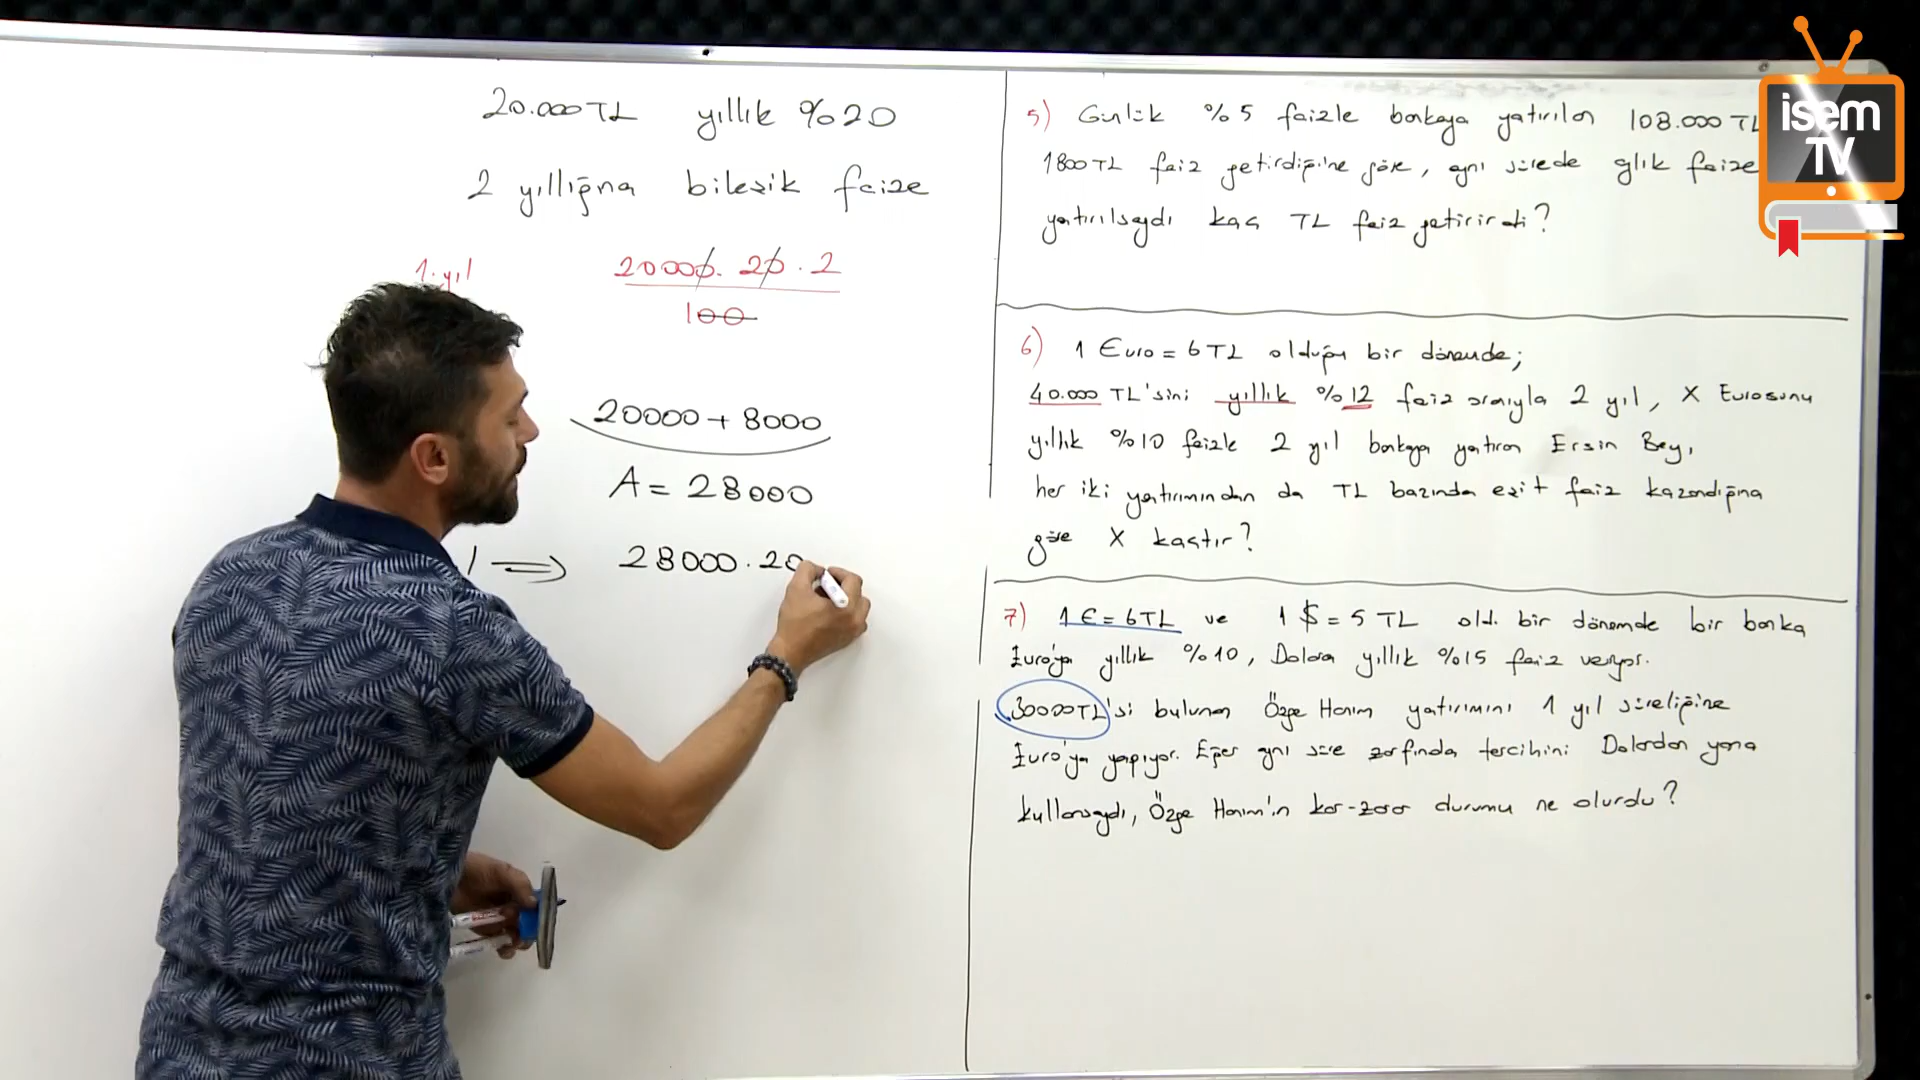 20.000 TL yıllık %20
2 yıllığına bileşik faize
1. yıl
20000. 20 . 2
100
20000 + 8000
A = 28000
28000 . 20
5) Günlük %5 faizle bankaya yatırılan 108.000 TL
1800 TL faiz getirdiğine göre, aynı sürede aylık faize
yatırılsaydı kaç TL faiz getirirdi?
6) 1 Euro = 6 TL olduğu bir dönemde;
40.000 TL'sini yıllık %12 faiz oranıyla 2 yıl, X Eurosunu
yıllık %10 faizle 2 yıl bankaya yatıran Ersin Bey,
her iki yatırımından da TL bazında eşit faiz kazandığına
göre X kaçtır?
7) 1 € = 6 TL ve 1 $ = 5 TL old. bir dönemde bir banka
Euro'ya yıllık %10, Dolara yıllık %15 faiz veriyor.
30000 TL'si bulunan Özge Hanım yatırımını 1 yıl süreliğine
Euro'ya yapıyor. Eğer aynı süre zarfında tercihini Dolardan yana
kullansaydı, Özge Hanım'ın kar-zarar durumu ne olurdu?
isem
TV